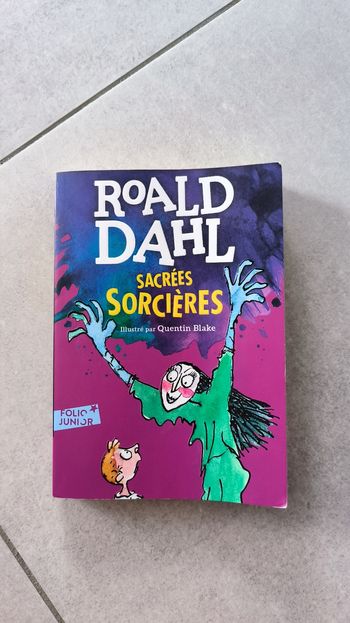 ROALD
DAHL
SACRÉES
SORCIÈRES
Illustré par Quentin Blake
FOLIO
JUNIOR